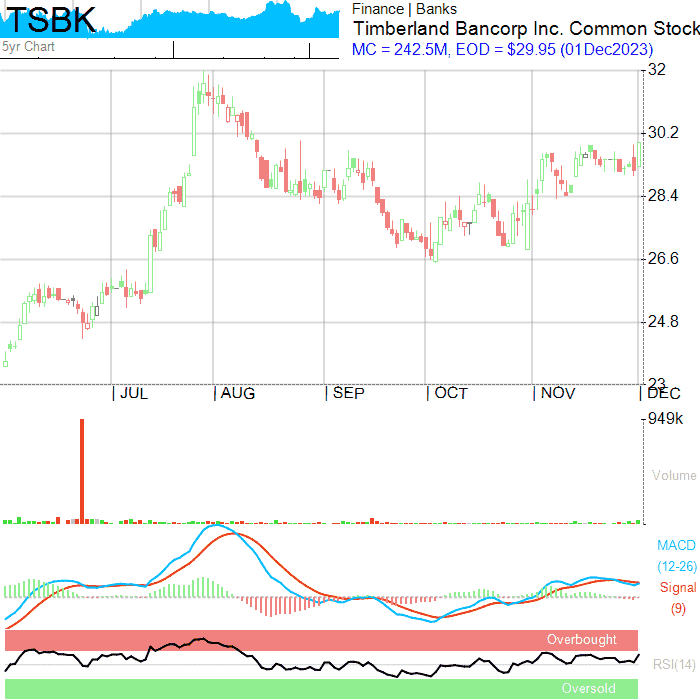 TSBK
5yr Chart
Finance | Banks
Timberland Bancorp Inc. Common Stock
MC = 242.5M, EOD = $29.95 (01Dec2023)
32
30.2
28.4
26.6
24.8
23
JUL AUG SEP OCT NOV DEC
949k
Volume
MACD
(12-26)
Signal
(9)
Overbought
RSI(14)
Oversold